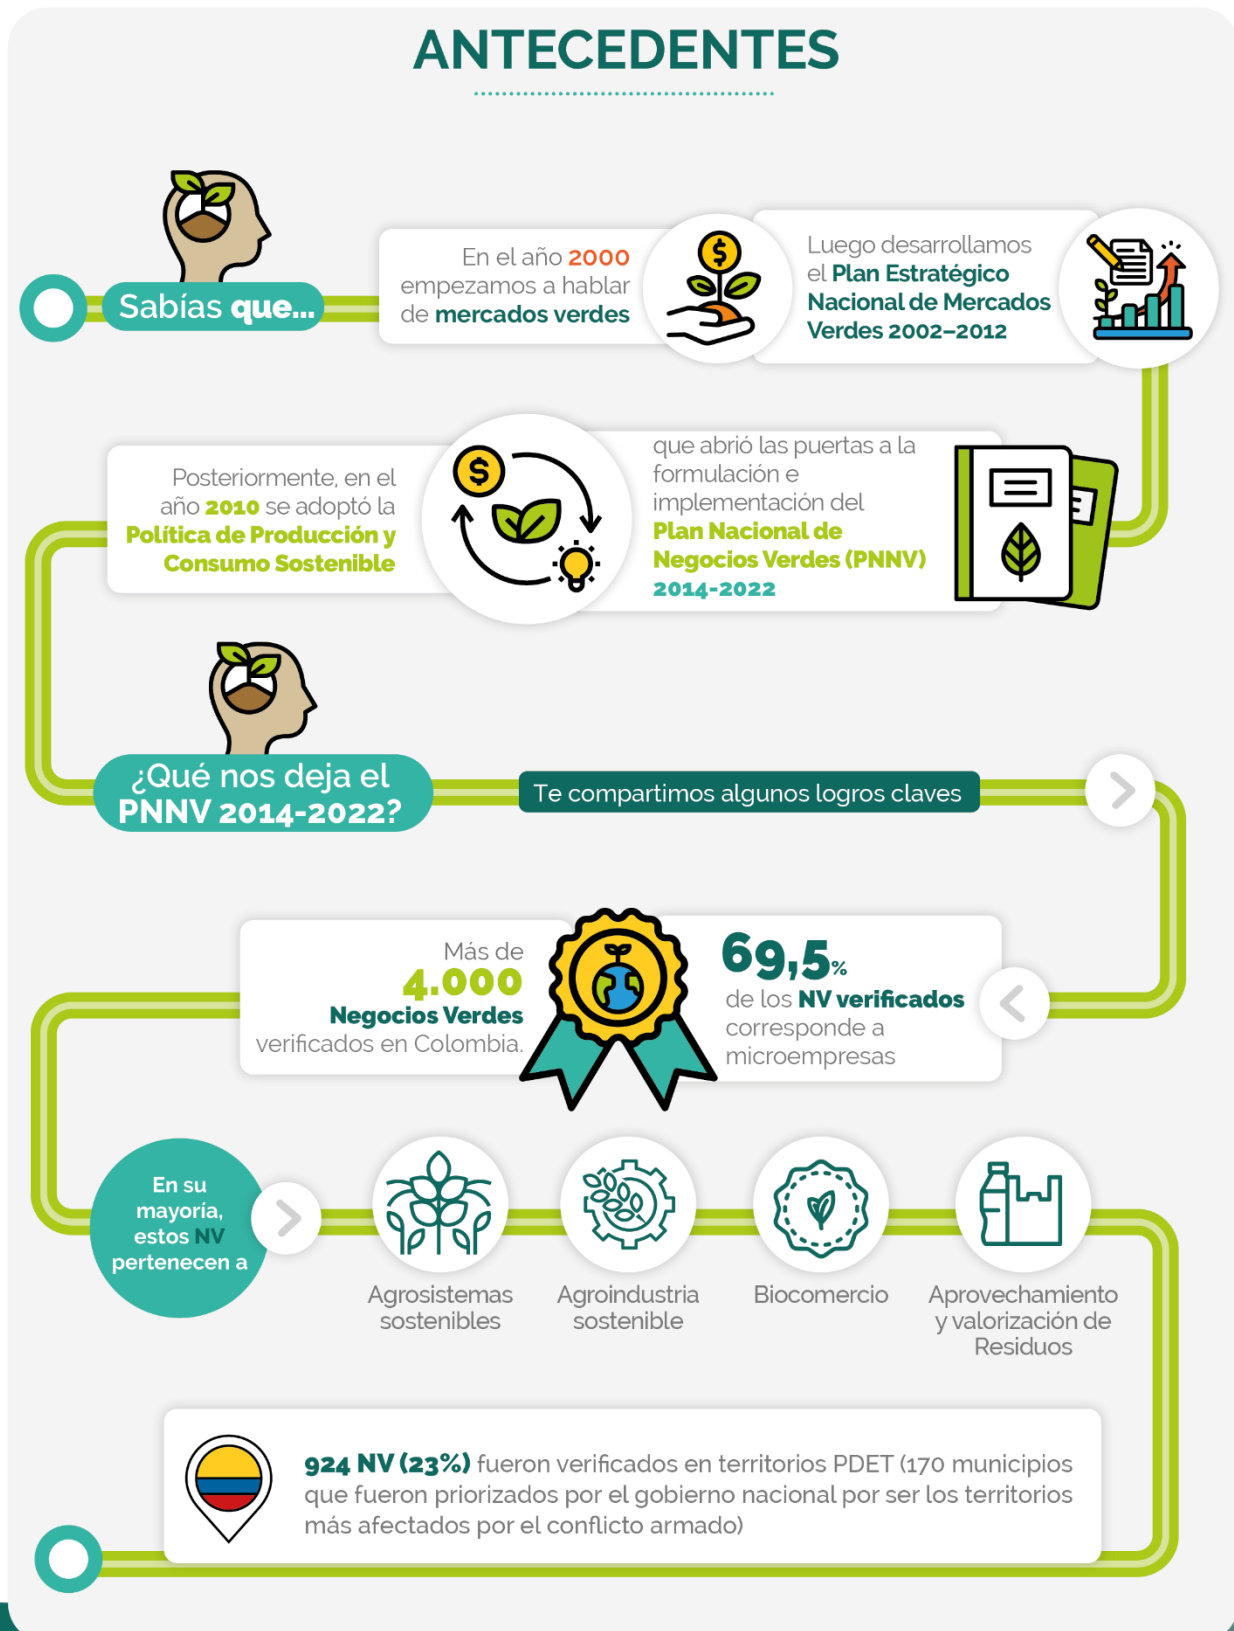 ANTECEDENTES
Sabías que...
En el año 2000
empezamos a hablar
de mercados verdes
Luego desarrollamos
el Plan Estratégico
Nacional de Mercados
Verdes 2002–2012
Posteriormente, en el
año 2010 se adoptó la
Política de Producción y
Consumo Sostenible
que abrió las puertas a la
formulación e
implementación del
Plan Nacional de
Negocios Verdes (PNNV)
2014-2022
¿Qué nos deja el
PNNV 2014-2022?
Te compartimos algunos logros claves
Más de
4.000
Negocios Verdes
verificados en Colombia.
69,5%
de los NV verificados
corresponde a
microempresas
En su
mayoría,
estos NV
pertenecen a
Agrosistemas
sostenibles
Agroindustria
sostenible
Biocomercio
Aprovechamiento
y valorización de
Residuos
924 NV (23%) fueron verificados en territorios PDET (170 municipios
que fueron priorizados por el gobierno nacional por ser los territorios
más afectados por el conflicto armado)